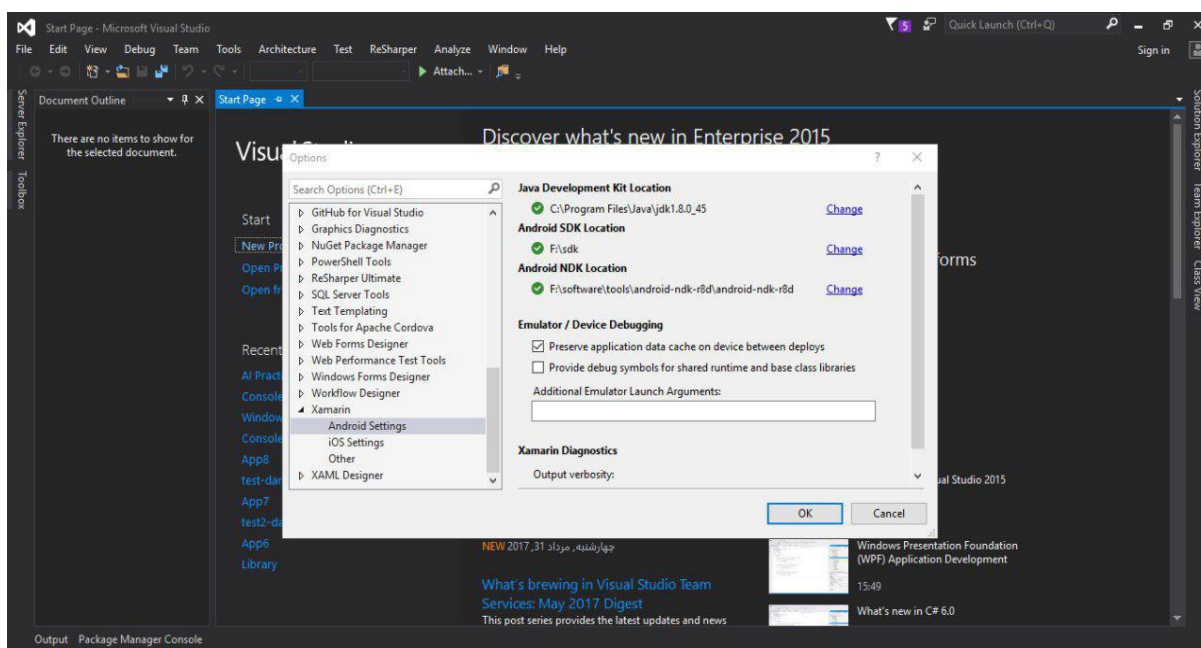 Start Page - Microsoft Visual Studio
5
Quick Launch (Ctrl+Q)
File Edit View Debug Team Tools Architecture Test ReSharper Analyze Window Help
Sign in
Attach...
Server Explorer
Toolbox
Document Outline
There are no items to show for
the selected document.
Start Page
Discover what's new in Enterprise 2015
Start
Open
Recent
Console
Console
App8
App7
App6
Library
Options
?
Search Options (Ctrl+E)
GitHub for Visual Studio
Graphics Diagnostics
NuGet Package Manager
PowerShell Tools
ReSharper Ultimate
SQL Server Tools
Text Templating
Tools for Apache Cordova
Web Forms Designer
Web Performance Test Tools
Windows Forms Designer
Workflow Designer
Xamarin
Android Settings
iOS Settings
Other
XAML Designer
Java Development Kit Location
C:\Program Files\Java\jdk1.8.0_45 Change
Android SDK Location
F:\sdk Change
Android NDK Location
F:\software\tools\android-ndk-r8d\android-ndk-r8d Change
Emulator / Device Debugging
Preserve application data cache on device between deploys
Provide debug symbols for shared runtime and base class libraries
Additional Emulator Launch Arguments:
Xamarin Diagnostics
Output verbosity:
OK Cancel
Studio 2015
NEW چهارشنبه, مرداد 31, 2017
What's brewing in Visual Studio Team
Services: May 2017 Digest
This post series provides the latest updates and news
Windows Presentation Foundation
(WPF) Application Development
15:49
What's new in C# 6.0
Solution Explorer
Team Explorer
Class View
Output Package Manager Console